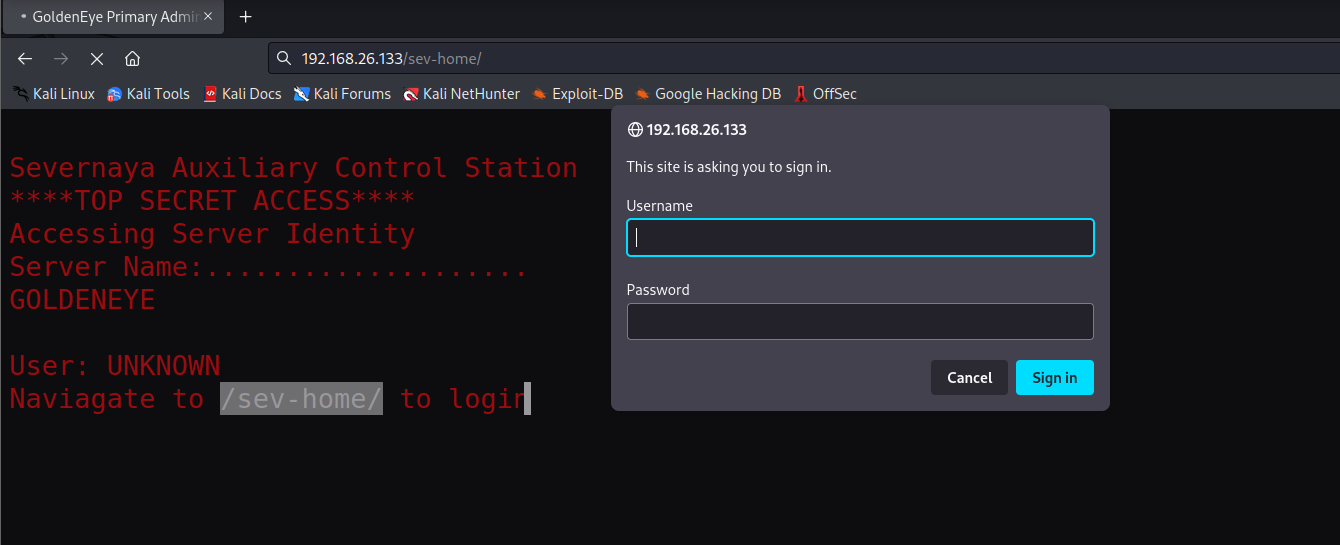 GoldenEye Primary Admi
192.168.26.133/sev-home/
Kali Linux Kali Tools Kali Docs Kali Forums Kali NetHunter Exploit-DB Google Hacking DB OffSec
Severnaya Auxiliary Control Station
****TOP SECRET ACCESS****
Accessing Server Identity
Server Name:....................
GOLDENEYE
User: UNKNOWN
Naviagate to /sev-home/ to login
192.168.26.133
This site is asking you to sign in.
Username
Password
Cancel Sign in